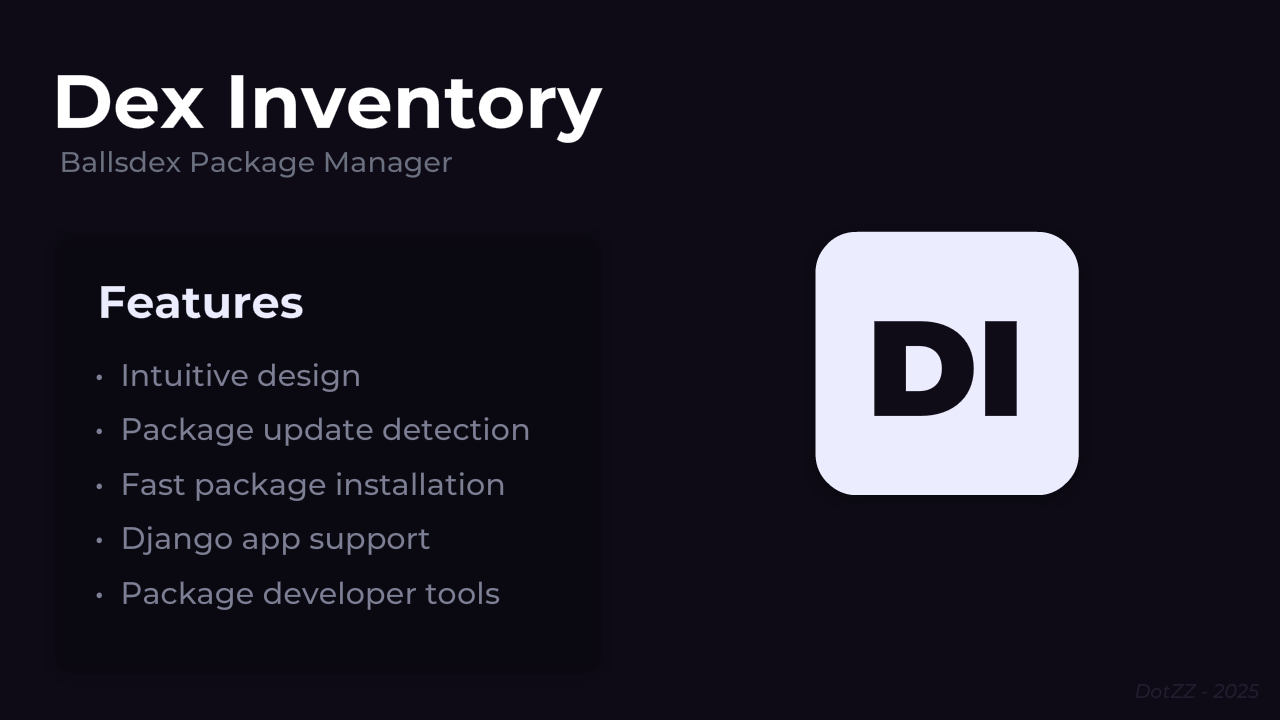 Dex Inventory
Ballsdex Package Manager
Features
• Intuitive design
• Package update detection
• Fast package installation
• Django app support
• Package developer tools
DI
DotZZ - 2025